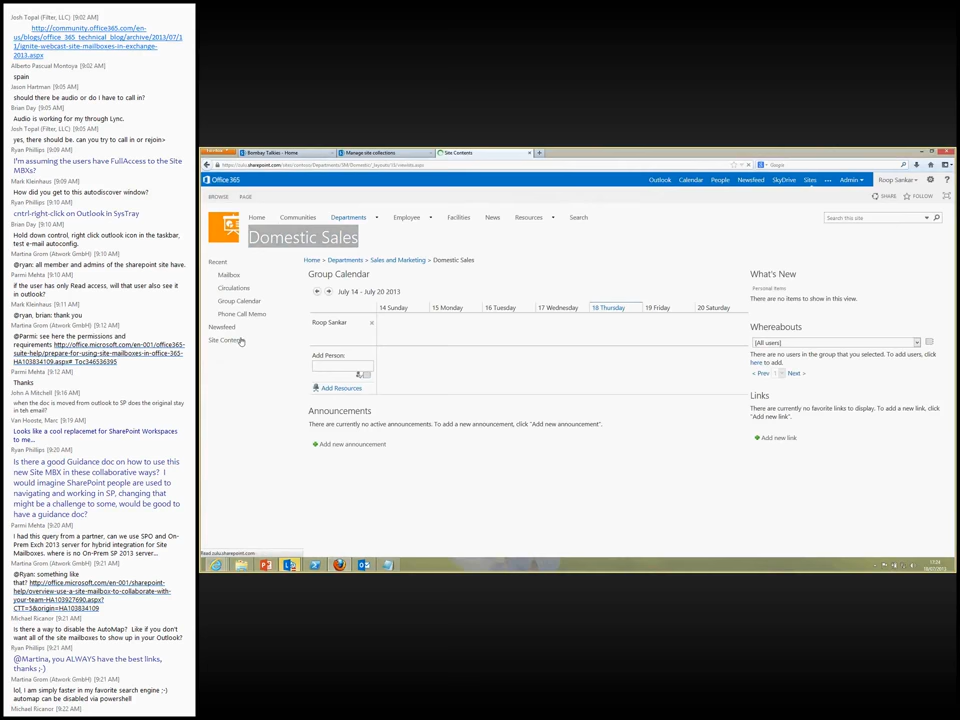 Josh Topal (Filter, LLC) [9:02 AM]
http://community.office365.com/en-
us/blogs/office_365_technical_blog/archive/2013/07/1
1/ignite-webcast-site-mailboxes-in-exchange-
2013.aspx
Alberto Pascual Montoya [9:02 AM]
spain
Jason Hartman [9:05 AM]
should there be audio or do I have to call in?
Brian Day [9:05 AM]
Audio is working for my through Lync.
Josh Topal (Filter, LLC) [9:05 AM]
yes, there should be. can you try to call in or rejoin>
Ryan Phillips [9:09 AM]
I'm assuming the users have FullAccess to the Site
MBXs?
Mark Kleinhaus [9:09 AM]
How did you get to this autodiscover window?
Ryan Phillips [9:09 AM]
cntrl-right-click on Outlook in SysTray
Brian Day [9:10 AM]
Hold down control, right click outlook icon in the taskbar,
test e-mail autoconfig.
Martina Grom (Atwork GmbH) [9:10 AM]
@ryan: all member and admins of the sharepoint site have.
Parmi Mehta [9:10 AM]
if the user has only Read access, will that user also see it
in outlook?
Mark Kleinhaus [9:11 AM]
@ryan, brian: thank you
Martina Grom (Atwork GmbH) [9:12 AM]
@Parmi: see here the permissions and
requirements http://office.microsoft.com/en-001/office365-
suite-help/prepare-for-using-site-mailboxes-in-office-365-
HA103834109.aspx#_Toc346536395
Parmi Mehta [9:12 AM]
Thanks
John A Mitchell [9:16 AM]
when the doc is moved from outlook to SP does the original stay
in teh email?
Van Hooste, Marc [9:19 AM]
Looks like a cool replacemet for SharePoint Workspaces
to me...
Ryan Phillips [9:20 AM]
Is there a good Guidance doc on how to use this
new Site MBX in these collaborative ways? I
would imagine SharePoint people are used to
navigating and working in SP, changing that
might be a challenge to some, would be good to
have a guidance doc?
Parmi Mehta [9:20 AM]
I had this query from a partner, can we use SPO and On-
Prem Exch 2013 server for hybrid integration for Site
Mailboxes. where is no On-Prem SP 2013 server...
Martina Grom (Atwork GmbH) [9:21 AM]
@Ryan: something like
that? http://office.microsoft.com/en-001/sharepoint-
help/overview-use-a-site-mailbox-to-collaborate-with-
your-team-HA103927690.aspx?
CTT=5&origin=HA103834109
Michael Ricanor [9:21 AM]
Is there a way to disable the AutoMap? Like if you don't
want all of the site mailboxes to show up in your Outlook?
Ryan Phillips [9:21 AM]
@Martina, you ALWAYS have the best links,
thanks ;-)
Martina Grom (Atwork GmbH) [9:21 AM]
lol, I am simply faster in my favorite search engine ;-)
automap can be disabled via powershell
Michael Ricanor [9:22 AM]
Bombay Talkies - Home
Manage site collections
Site Contents
Google
Office 365
Outlook Calendar People Newsfeed SkyDrive Sites ... Admin
Roop Sankar
?
BROWSE PAGE
SHARE FOLLOW
Home Communities Departments Employee Facilities News Resources Search
Search this site
Domestic Sales
Recent
Mailbox
Circulations
Group Calendar
Phone Call Memo
Newsfeed
Site Contents
Home > Departments > Sales and Marketing > Domestic Sales
Group Calendar
July 14 - July 20 2013
14 Sunday 15 Monday 16 Tuesday 17 Wednesday 18 Thursday 19 Friday 20 Saturday
Roop Sankar
Add Person:
Add Resources
Announcements
There are currently no active announcements. To add a new announcement, click "Add new announcement".
Add new announcement
What's New
Personal Items
There are no items to show in this view.
Whereabouts
[All users]
There are no users in the group that you selected. To add users, click
here to add.
< Prev 1 Next >
Links
There are currently no favorite links to display. To add a new link, click
"Add new link".
Add new link
Read zulu.sharepoint.com